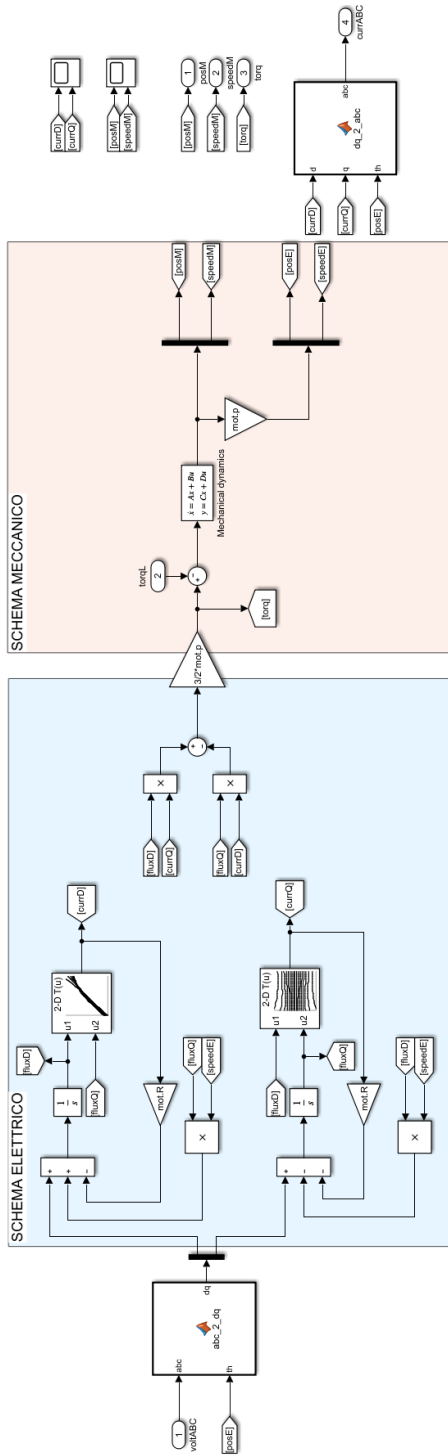 SCHEMA ELETTRICO
SCHEMA MECCANICO
1
voltABC
[posE]
abc
th
abc_2_dq
dq
+
+
−
1
s
[fluxD]
[fluxQ]
u1
u2
2-D T(u)
[currD]
mot.R
×
[fluxQ]
[speedE]
+
−
−
1
s
[fluxD]
[fluxQ]
u1
u2
2-D T(u)
[currQ]
mot.R
×
[fluxD]
[speedE]
[fluxD]
[currQ]
×
[fluxQ]
[currD]
×
+
−
3/2*mot.p
[torq]
torqL
2
+
−
ẋ = Ax + Bu
y = Cx + Du
Mechanical dynamics
mot.p
[posM]
[speedM]
[posE]
[speedE]
[currD]
[currQ]
[posM]
[speedM]
[posM]
1
posM
[speedM]
2
speedM
[torq]
3
torq
[currD]
[currQ]
[posE]
d
q
th
dq_2_abc
abc
4
currABC